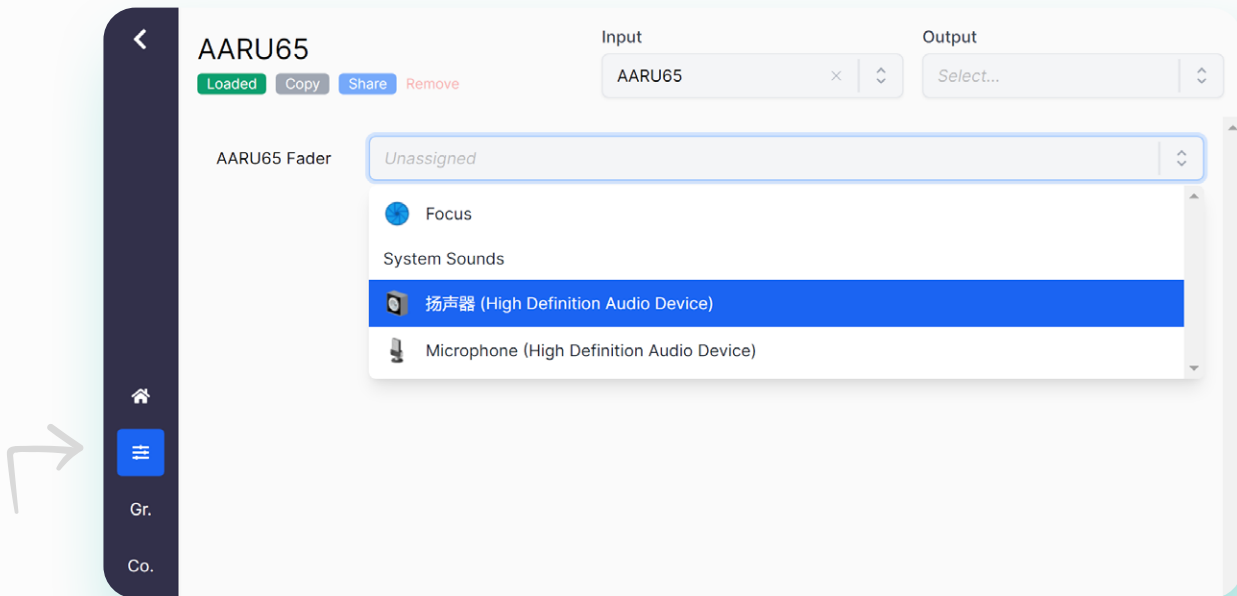 AARU65
Loaded Copy Share Remove
Input
AARU65
Output
Select...
AARU65 Fader
Unassigned
Focus
System Sounds
扬声器 (High Definition Audio Device)
Microphone (High Definition Audio Device)
Gr.
Co.